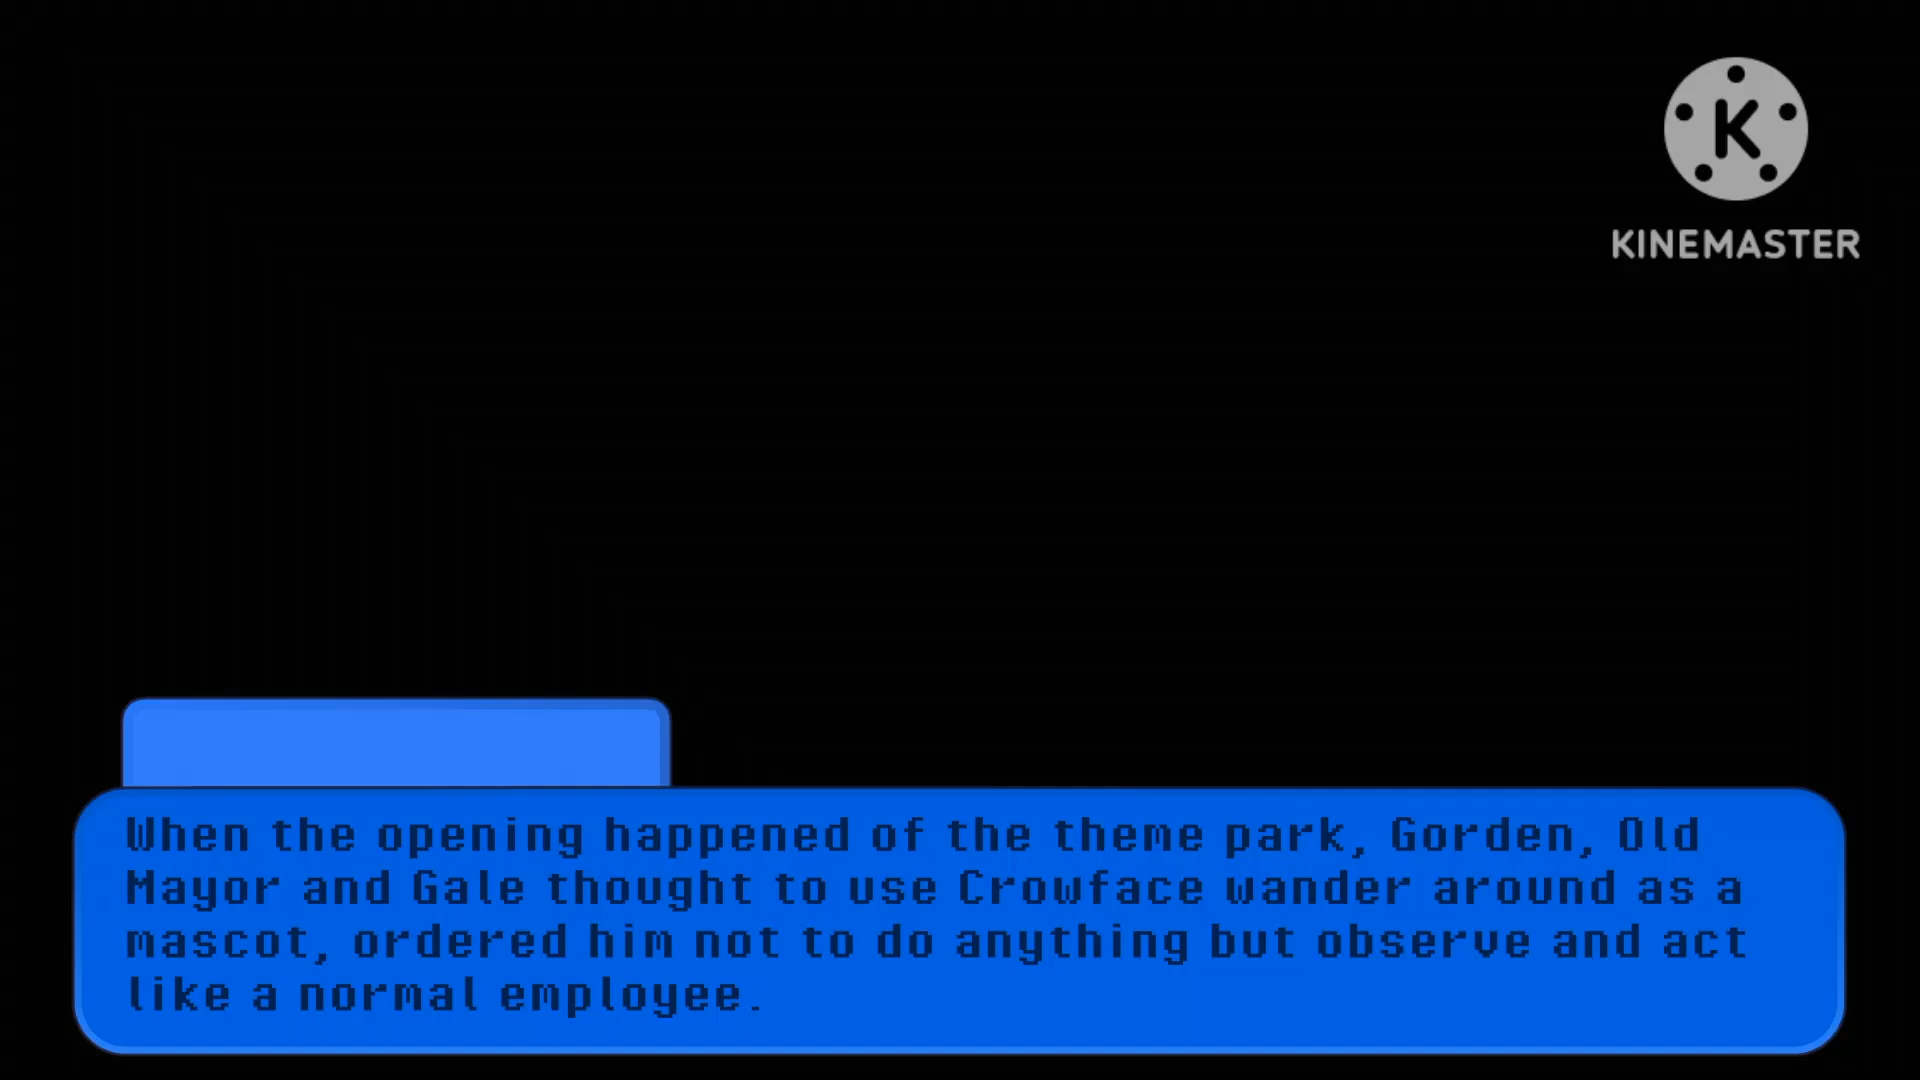 K
KINEMASTER
When the opening happened of the theme park, Gorden, Old
Mayor and Gale thought to use Crowface wander around as a
mascot, ordered him not to do anything but observe and act
like a normal employee.